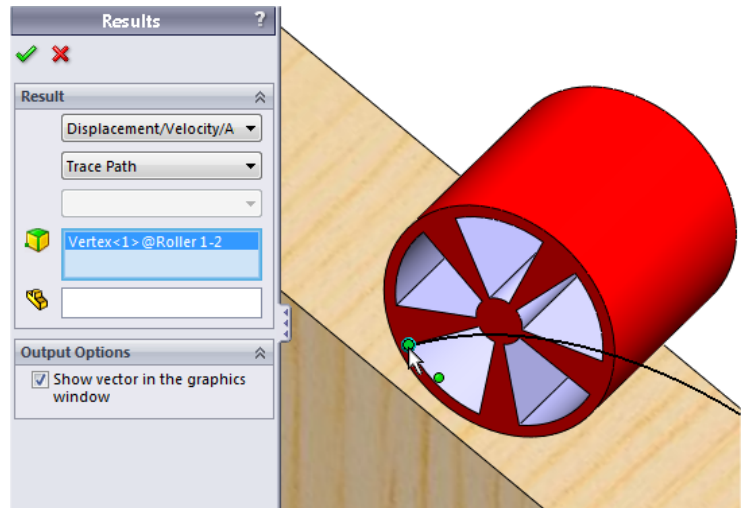 Results ?
Result
Displacement/Velocity/A
Trace Path
Vertex<1>@Roller 1-2
Output Options
Show vector in the graphics
window